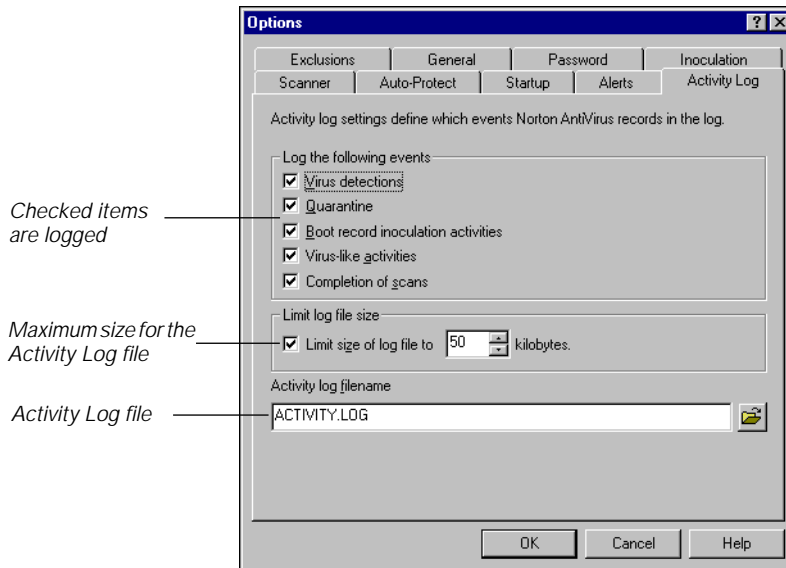 Options
Exclusions General Password Inoculation
Scanner Auto-Protect Startup Alerts Activity Log
Activity log settings define which events Norton AntiVirus records in the log.
Log the following events
Virus detections
Quarantine
Boot record inoculation activities
Virus-like activities
Completion of scans
Checked items
are logged
Limit log file size
Limit size of log file to 50 kilobytes.
Maximum size for the
Activity Log file
Activity log filename
ACTIVITY.LOG
Activity Log file
OK Cancel Help